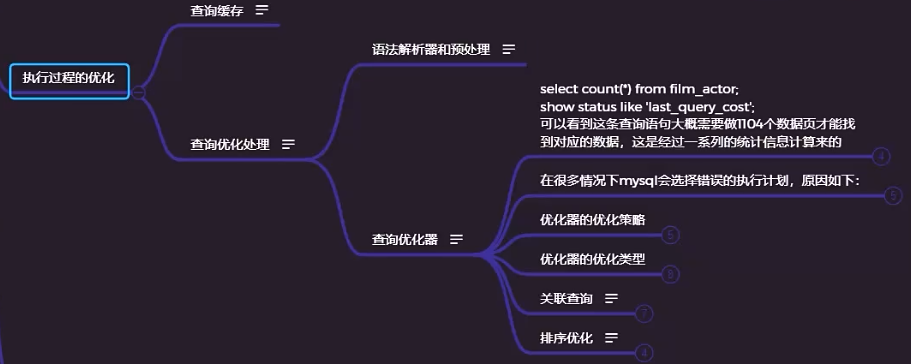 查询缓存
执行过程的优化
语法解析器和预处理
查询优化处理
select count(*) from film_actor;
show status like 'last_query_cost';
可以看到这条查询语句大概需要做1104个数据页才能找
到对应的数据，这是经过一系列的统计信息计算来的
4
在很多情况下mysql会选择错误的执行计划，原因如下：
优化器的优化策略
5
查询优化器
优化器的优化类型
关联查询
7
排序优化
4